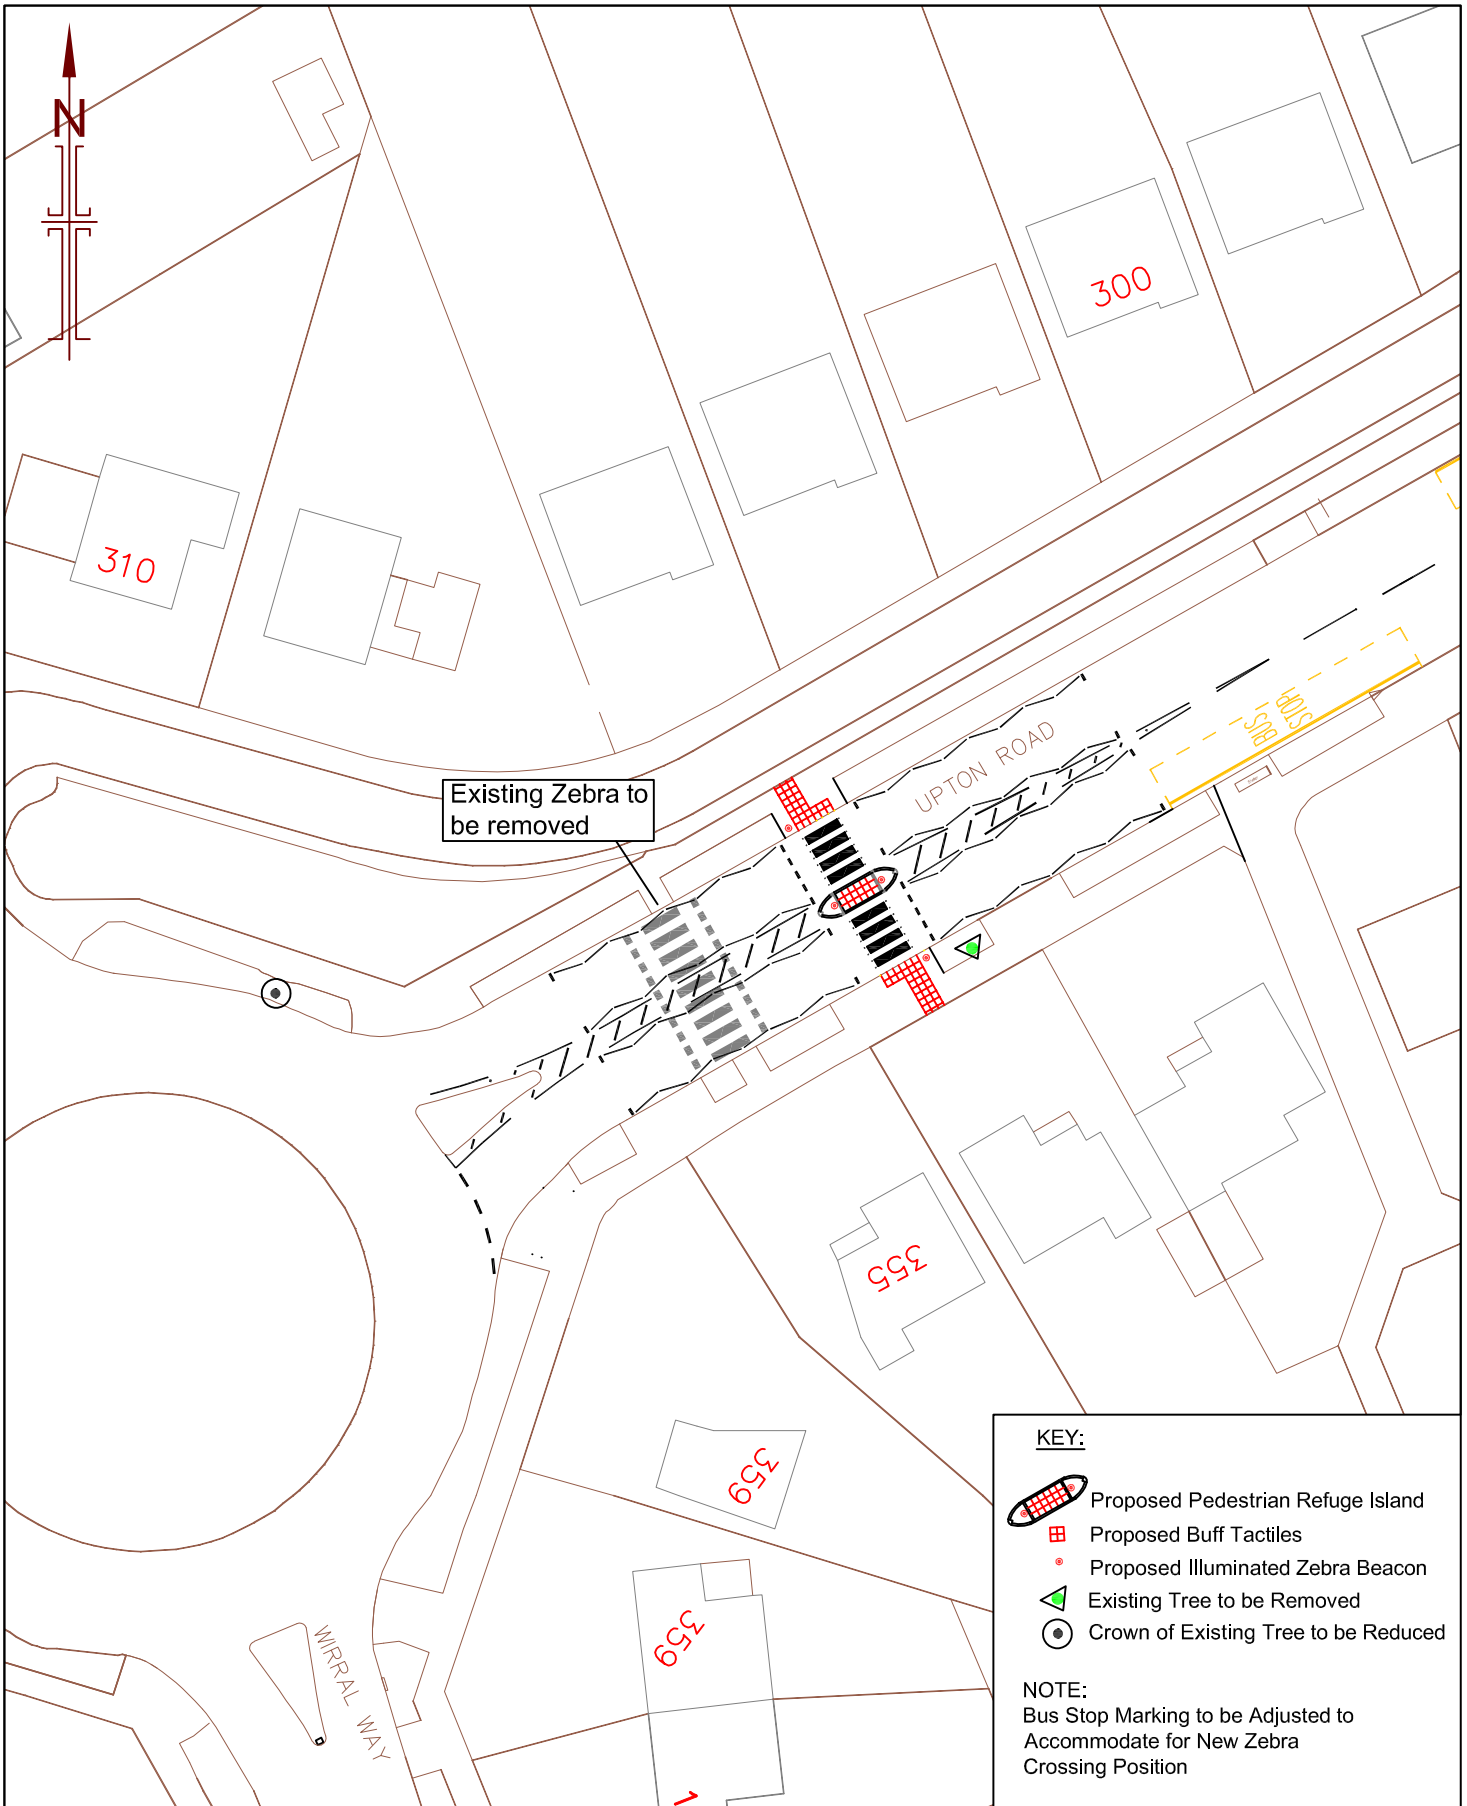 N
300
310
Existing Zebra to
be removed
UPTON ROAD
BUS
STOP
355
359
359
1
WIRRAL WAY
KEY:
Proposed Pedestrian Refuge Island
Proposed Buff Tactiles
Proposed Illuminated Zebra Beacon
Existing Tree to be Removed
Crown of Existing Tree to be Reduced
NOTE:
Bus Stop Marking to be Adjusted to
Accommodate for New Zebra
Crossing Position